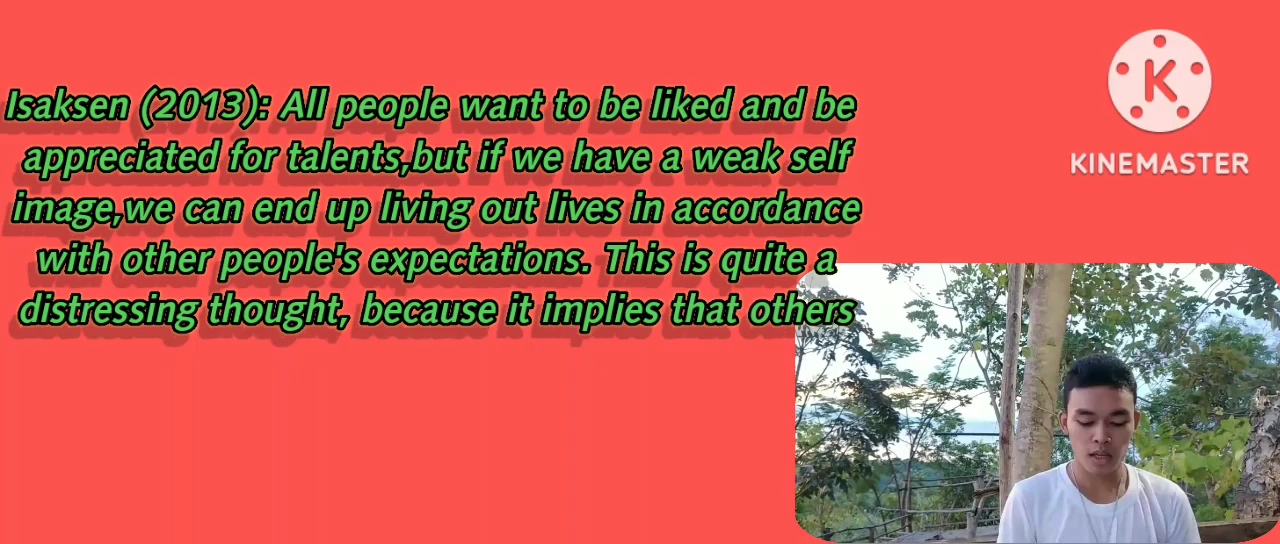 Isaksen (2013): All people want to be liked and be
appreciated for talents,but if we have a weak self
image,we can end up living out lives in accordance
with other people's expectations. This is quite a
distressing thought, because it implies that others
K
KINEMASTER